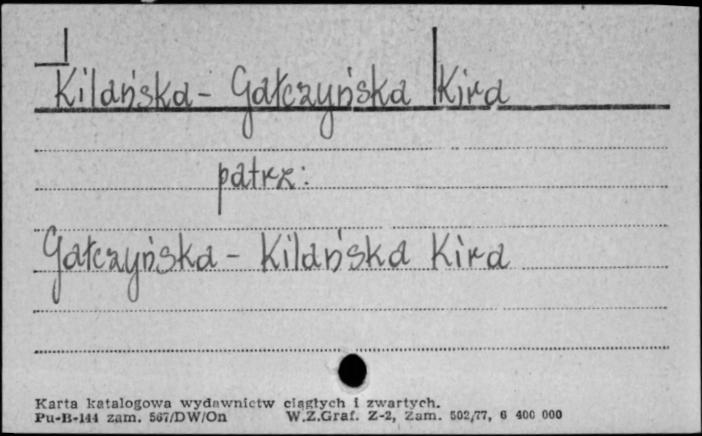 Kilańska - Gałczyńska Kira
patrz:
Gałczyńska - Kilańska Kira
Karta katalogowa wydawnictw ciągłych i zwartych.
Pu-B-144 zam. 567/DW/On W.Z.Graf. Z-2, Zam. 502/77, 6 400 000